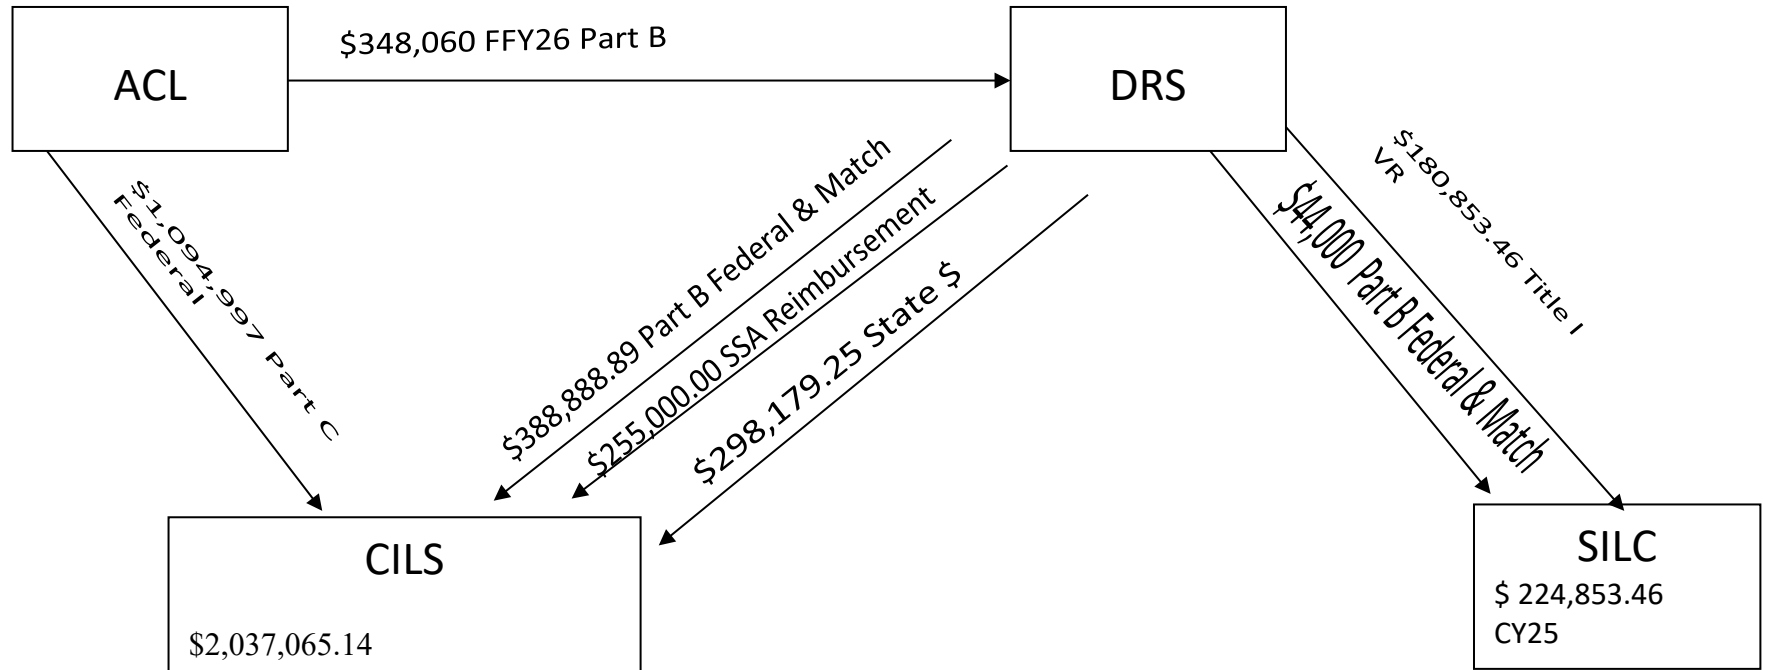 $348,060 FFY26 Part B
ACL
DRS
$1,094,997 Part C
Federal
$388,888.89 Part B Federal & Match
$255,000.00 SSA Reimbursement
$298,179.25 State $
$44,000 Part B Federal & Match
$180,853.46 Title I
VR
CILS
$2,037,065.14
SILC
$ 224,853.46
CY25